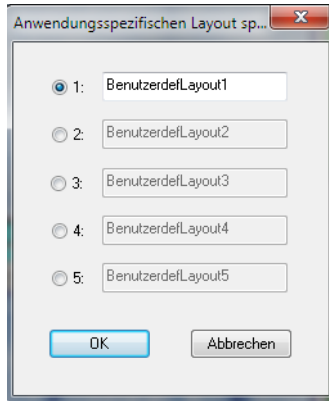 Anwendungsspezifischen Layout sp...
1: BenutzerdefLayout1
2: BenutzerdefLayout2
3: BenutzerdefLayout3
4: BenutzerdefLayout4
5: BenutzerdefLayout5
OK Abbrechen